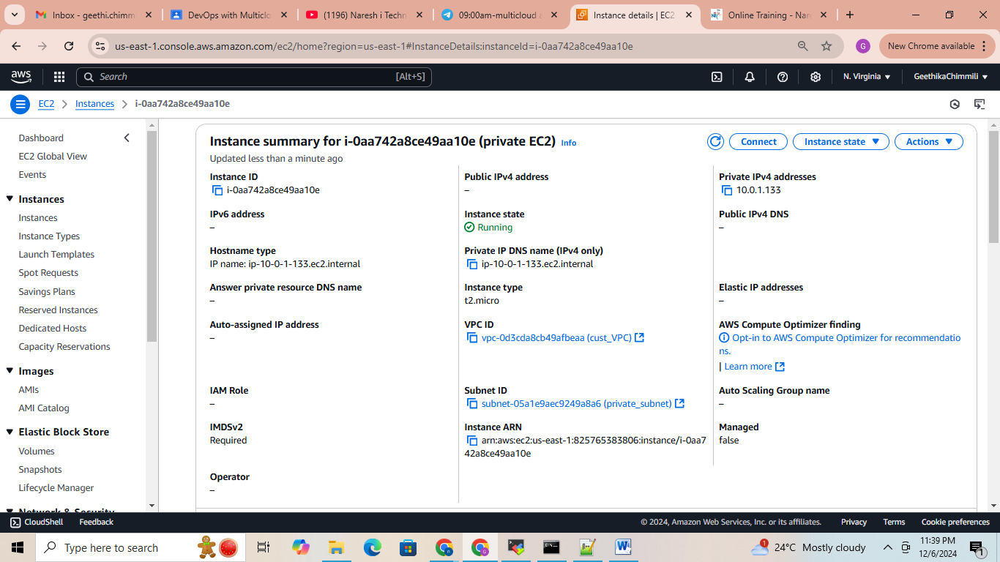 Inbox - geethi.chimm
DevOps with Multiclo
(1196) Naresh i Techn
09:00am-multicloud a
Instance details | EC2
Online Training - Nar
us-east-1.console.aws.amazon.com/ec2/home?region=us-east-1#InstanceDetails:instanceId=i-0aa742a8ce49aa10e
G
New Chrome available
aws
Search
[Alt+S]
N. Virginia
GeethikaChimmili
EC2
Instances
i-0aa742a8ce49aa10e
Dashboard
EC2 Global View
Events
Instances
Instances
Instance Types
Launch Templates
Spot Requests
Savings Plans
Reserved Instances
Dedicated Hosts
Capacity Reservations
Images
AMIs
AMI Catalog
Elastic Block Store
Volumes
Snapshots
Lifecycle Manager
Network & Security
Instance summary for i-0aa742a8ce49aa10e (private EC2) Info
Updated less than a minute ago
Connect
Instance state
Actions
Instance ID
i-0aa742a8ce49aa10e
Public IPv4 address
–
Private IPv4 addresses
10.0.1.133
IPv6 address
–
Instance state
Running
Public IPv4 DNS
–
Hostname type
IP name: ip-10-0-1-133.ec2.internal
Private IP DNS name (IPv4 only)
ip-10-0-1-133.ec2.internal
Answer private resource DNS name
–
Instance type
t2.micro
Elastic IP addresses
–
Auto-assigned IP address
–
VPC ID
vpc-0d3cda8cb49afbeaa (cust_VPC)
AWS Compute Optimizer finding
Opt-in to AWS Compute Optimizer for recommendatio
ns.
| Learn more
IAM Role
–
Subnet ID
subnet-05a1e9aec9249a8a6 (private_subnet)
Auto Scaling Group name
–
IMDSv2
Required
Instance ARN
arn:aws:ec2:us-east-1:825765383806:instance/i-0aa7
42a8ce49aa10e
Managed
false
Operator
–
CloudShell
Feedback
© 2024, Amazon Web Services, Inc. or its affiliates.
Privacy
Terms
Cookie preferences
Type here to search
24°C Mostly cloudy
11:39 PM
12/6/2024